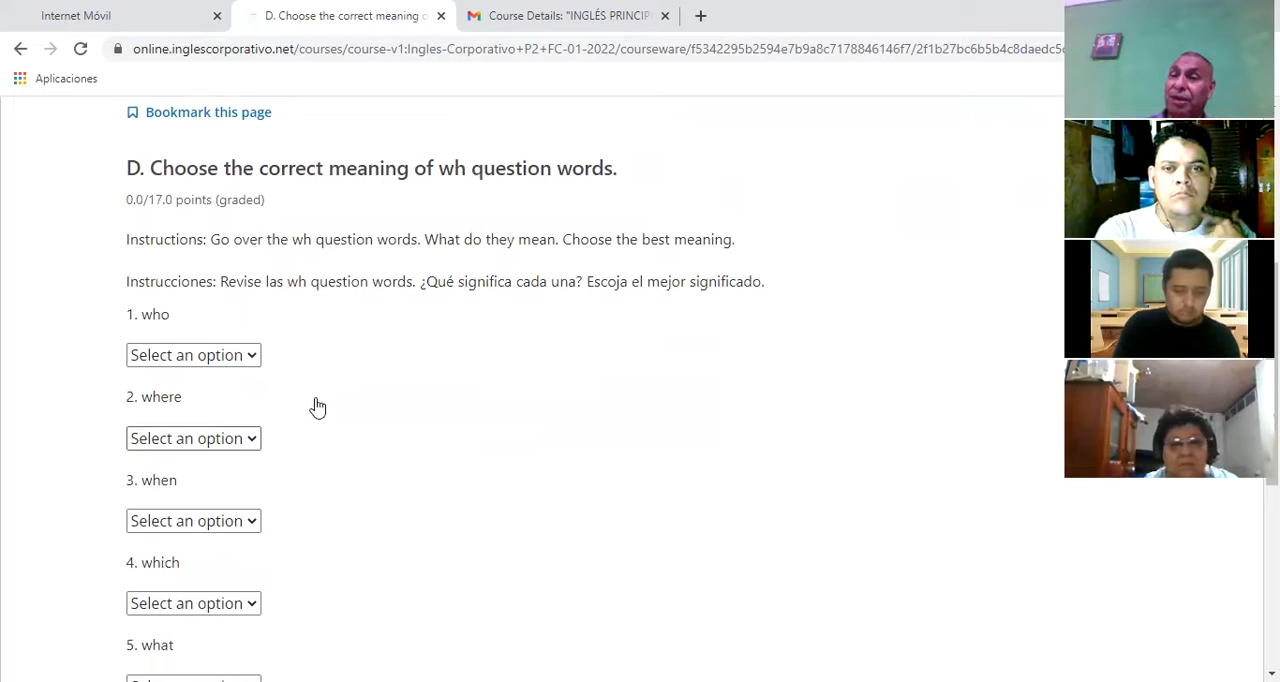 Internet Móvil
D. Choose the correct meaning o
Course Details: "INGLÉS PRINCIPI
online.inglescorporativo.net/courses/course-v1:Ingles-Corporativo+P2+FC-01-2022/courseware/f5342295b2594e7b9a8c7178846146f7/2f1b27bc6b5b4c8daedc5c
Aplicaciones
Bookmark this page
D. Choose the correct meaning of wh question words.
0.0/17.0 points (graded)
Instructions: Go over the wh question words. What do they mean. Choose the best meaning.
Instrucciones: Revise las wh question words. ¿Qué significa cada una? Escoja el mejor significado.
1. who
Select an option
2. where
Select an option
3. when
Select an option
4. which
Select an option
5. what